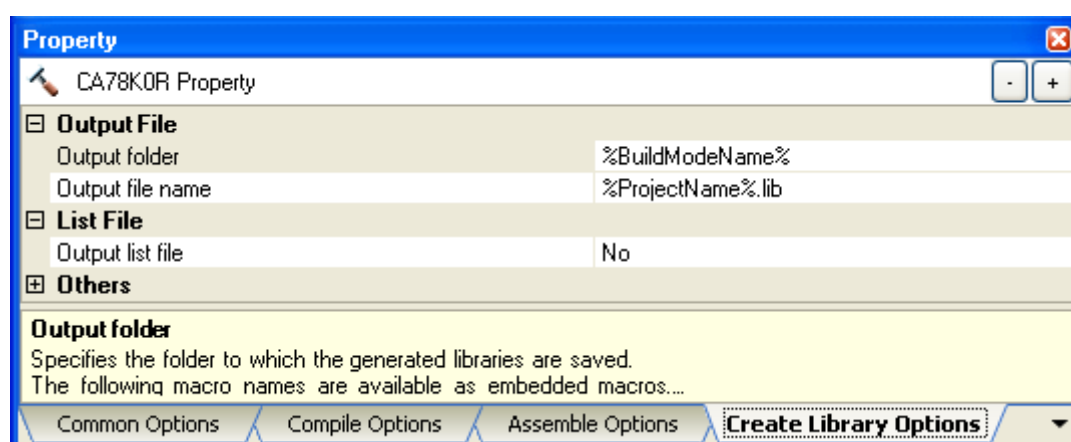 Property
CA78K0R Property - +
Output File
Output folder %BuildModeName%
Output file name %ProjectName%.lib
List File
Output list file No
Others
Output folder
Specifies the folder to which the generated libraries are saved.
The following macro names are available as embedded macros....
Common Options Compile Options Assemble Options Create Library Options